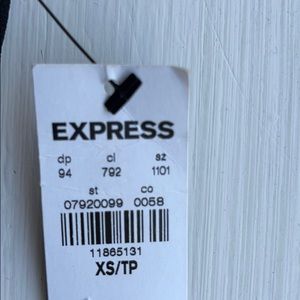 EXPRESS
dp cl sz
94 792 1101
st co
07920099 0058
11865131
XS/TP